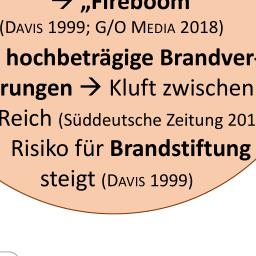 → „Fireboom"
(DAVIS 1999; G/O MEDIA 2018)
hochbeträgige Brandver-
rungen → Kluft zwischen
Reich (Süddeutsche Zeitung 201
Risiko für Brandstiftung
steigt (DAVIS 1999)